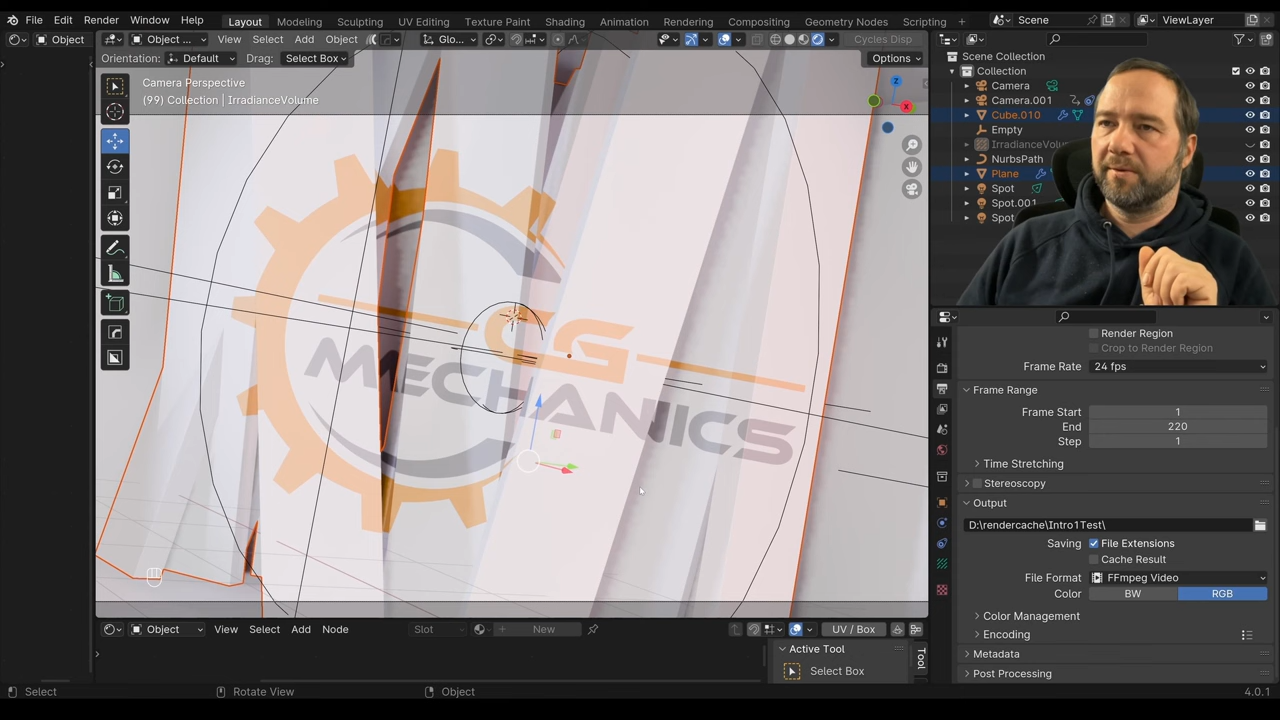 File Edit Render Window Help Layout Modeling Sculpting UV Editing Texture Paint Shading Animation Rendering Compositing Geometry Nodes Scripting + Scene ViewLayer
Object Object ... View Select Add Object Glo... Cycles Disp
Orientation: Default Drag: Select Box Options
Camera Perspective
(99) Collection | IrradianceVolume
Z
X
CG
MECHANICS
Scene Collection
Collection
Camera
Camera.001
Cube.010
Empty
IrradianceVolu
NurbsPath
Plane
Spot
Spot.001
Spot
Render Region
Crop to Render Region
Frame Rate 24 fps
Frame Range
Frame Start 1
End 220
Step 1
Time Stretching
Stereoscopy
Output
D:\rendercache\Intro1Test\
Saving File Extensions
Cache Result
File Format FFmpeg Video
Color BW RGB
Color Management
Encoding
Metadata
Post Processing
Object View Select Add Node Slot New UV / Box
Active Tool
Select Box
Tool
Select Rotate View Object 4.0.1